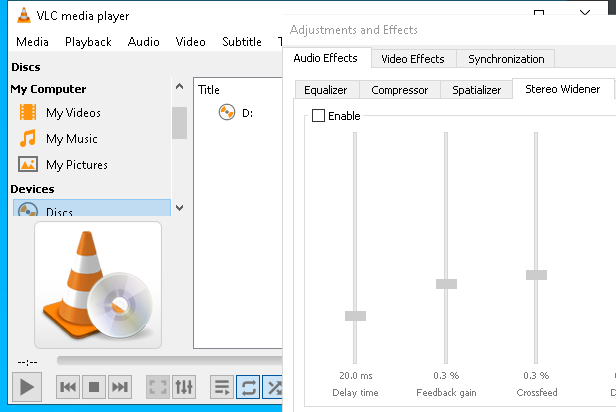 VLC media player
Media Playback Audio Video Subtitle
Discs
My Computer
My Videos
My Music
My Pictures
Devices
Discs
Title
D:
--:--
Adjustments and Effects
Audio Effects Video Effects Synchronization
Equalizer Compressor Spatializer Stereo Widener
Enable
20.0 ms 0.3 % 0.3 %
Delay time Feedback gain Crossfeed